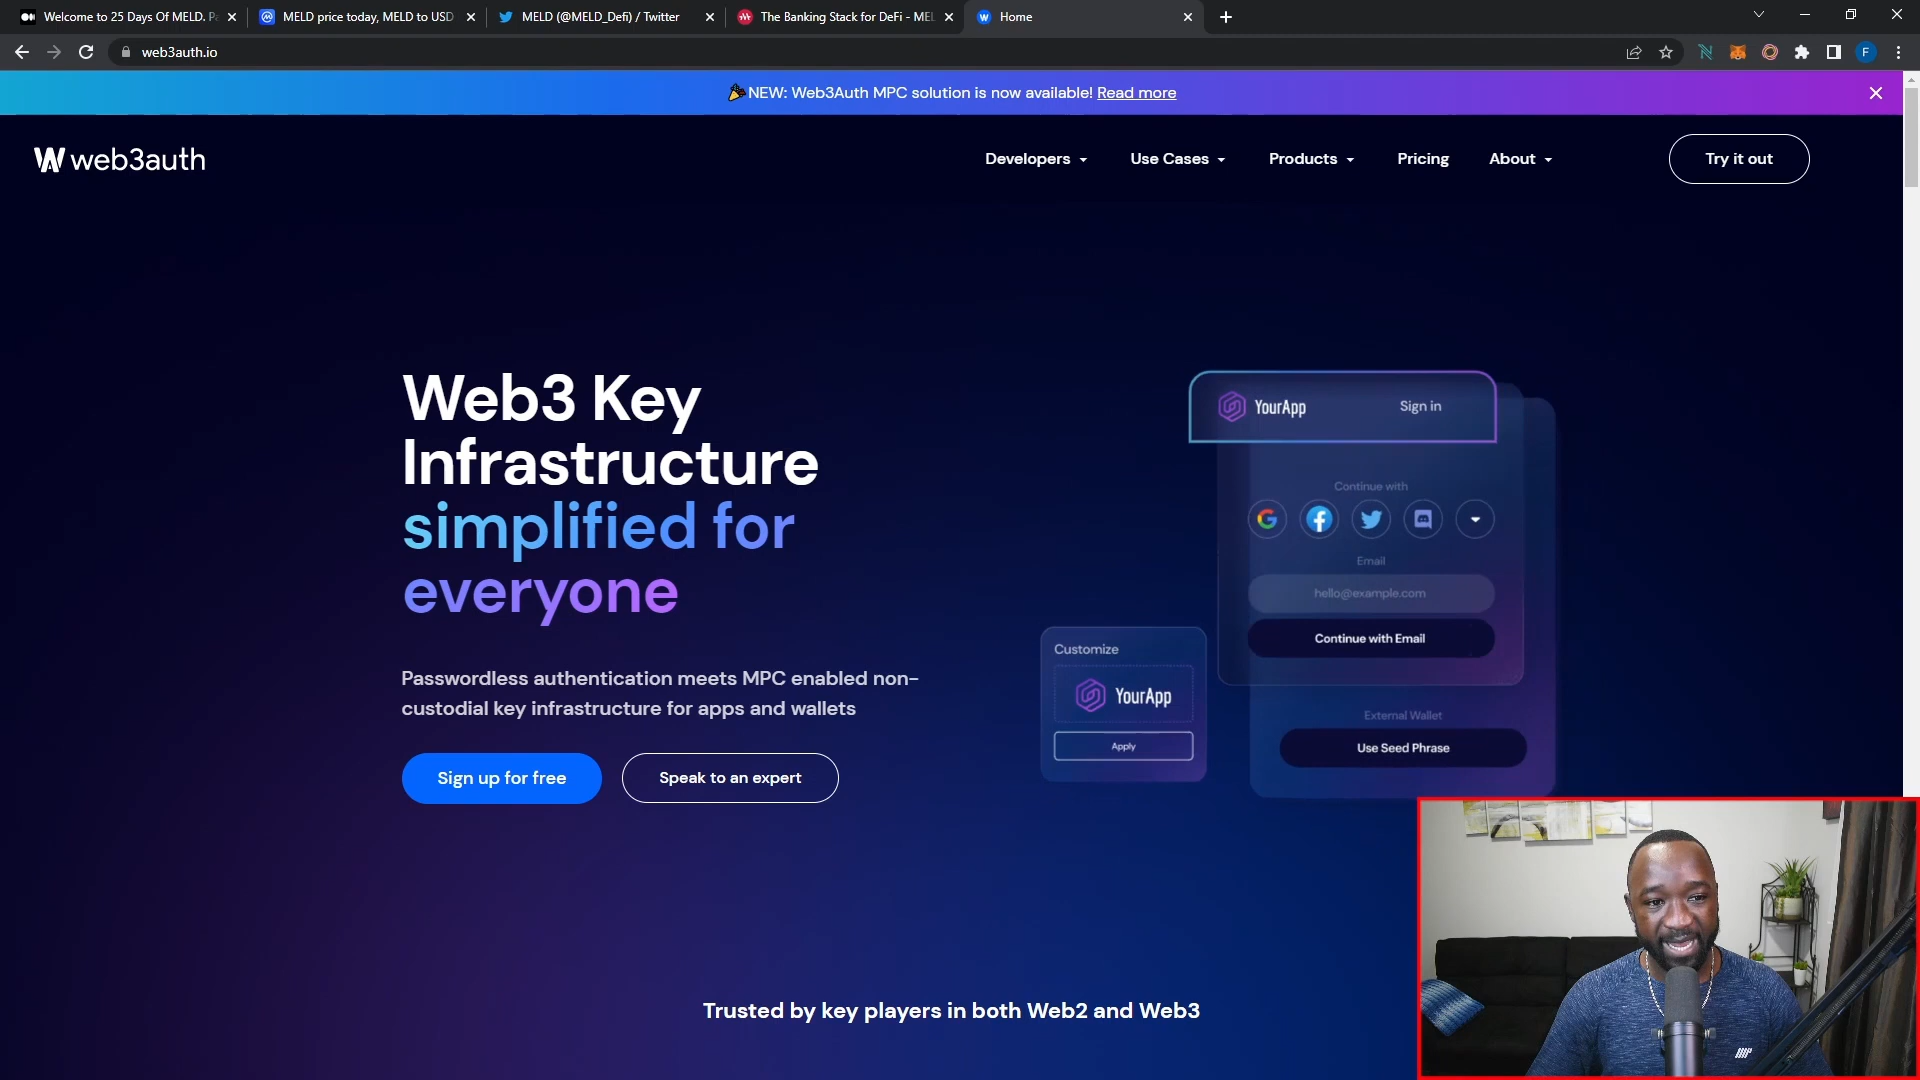 Welcome to 25 Days Of MELD. P
MELD price today, MELD to USD
MELD (@MELD_Defi) / Twitter
The Banking Stack for DeFi - MEL
Home
web3auth.io
F
NEW: Web3Auth MPC solution is now available! Read more
web3auth
Developers
Use Cases
Products
Pricing
About
Try it out
Web3 Key
Infrastructure
simplified for
everyone
Passwordless authentication meets MPC enabled non-
custodial key infrastructure for apps and wallets
Sign up for free
Speak to an expert
YourApp
Sign in
Continue with
Email
hello@example.com
Continue with Email
Customize
YourApp
Apply
External Wallet
Use Seed Phrase
Trusted by key players in both Web2 and Web3